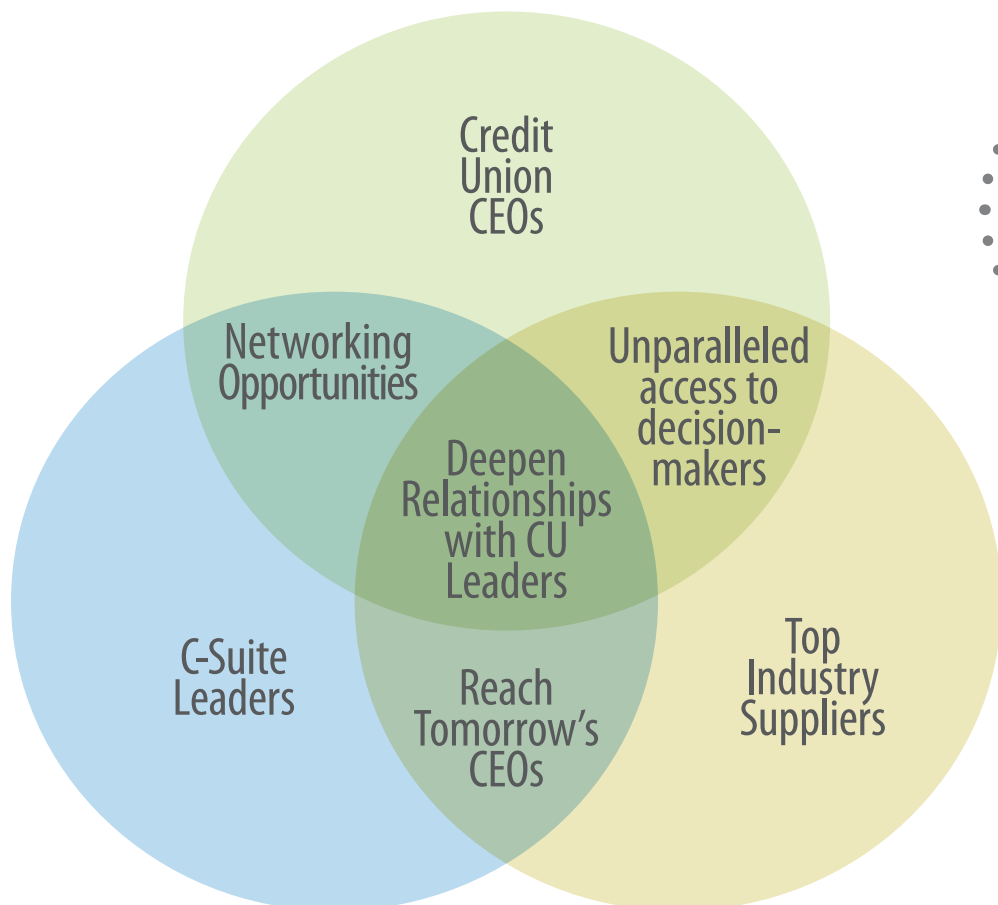 Credit
Union
CEOs
Networking
Opportunities
Unparalleled
access to
decision-
makers
Deepen
Relationships
with CU
Leaders
C-Suite
Leaders
Reach
Tomorrow's
CEOs
Top
Industry
Suppliers